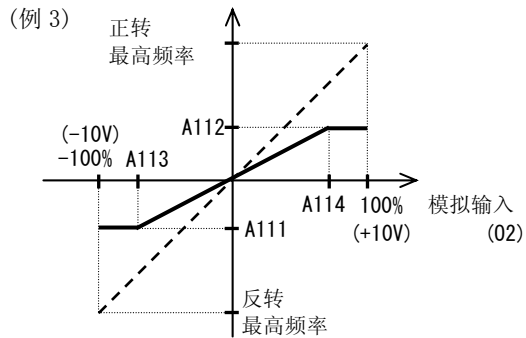 (例 3)
正转
最高频率
A112
(-10V)
-100%
A113
A114
100%
(+10V)
模拟输入
(O2)
A111
反转
最高频率